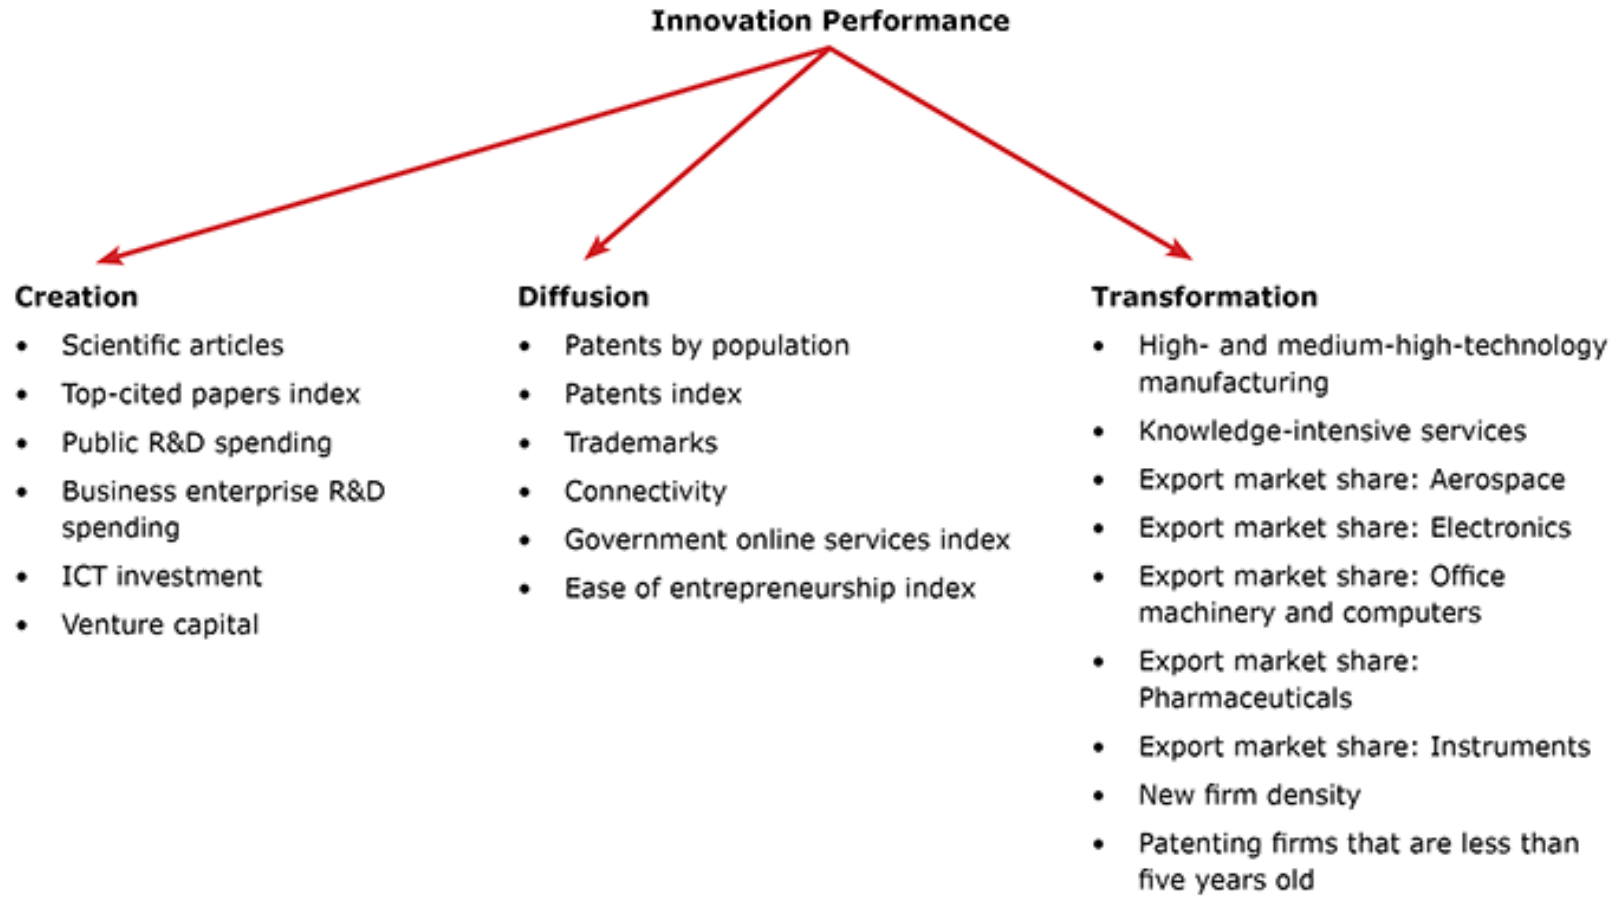 Innovation Performance
Creation
• Scientific articles
• Top-cited papers index
• Public R&D spending
• Business enterprise R&D
spending
• ICT investment
• Venture capital
Diffusion
• Patents by population
• Patents index
• Trademarks
• Connectivity
• Government online services index
• Ease of entrepreneurship index
Transformation
• High- and medium-high-technology
manufacturing
• Knowledge-intensive services
• Export market share: Aerospace
• Export market share: Electronics
• Export market share: Office
machinery and computers
• Export market share:
Pharmaceuticals
• Export market share: Instruments
• New firm density
• Patenting firms that are less than
five years old